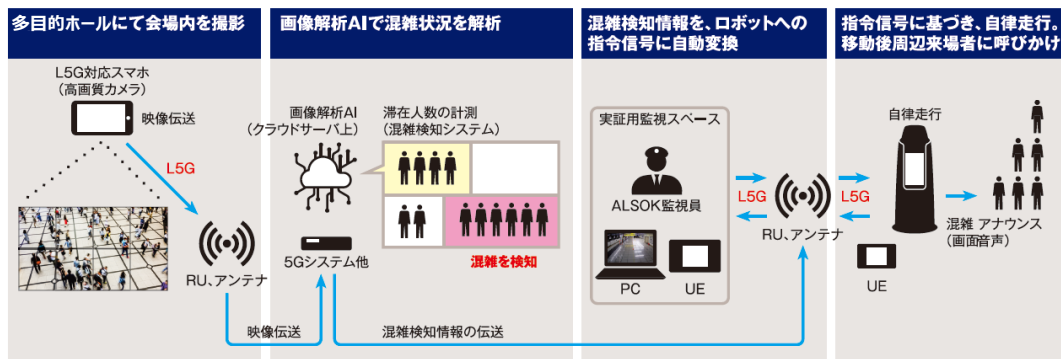 多目的ホールにて会場内を撮影
L5G対応スマホ
(高画質カメラ)
映像伝送
L5G
RU、アンテナ
映像伝送
画像解析AIで混雑状況を解析
画像解析AI
(クラウドサーバ上)
滞在人数の計測
(混雑検知システム)
混雑を検知
5Gシステム他
混雑検知情報の伝送
混雑検知情報を、ロボットへの
指令信号に自動変換
実証用監視スペース
ALSOK監視員
PC
UE
L5G
RU、アンテナ
L5G
指令信号に基づき、自律走行。
移動後周辺来場者に呼びかけ
自律走行
混雑 アナウンス
(画面音声)
UE